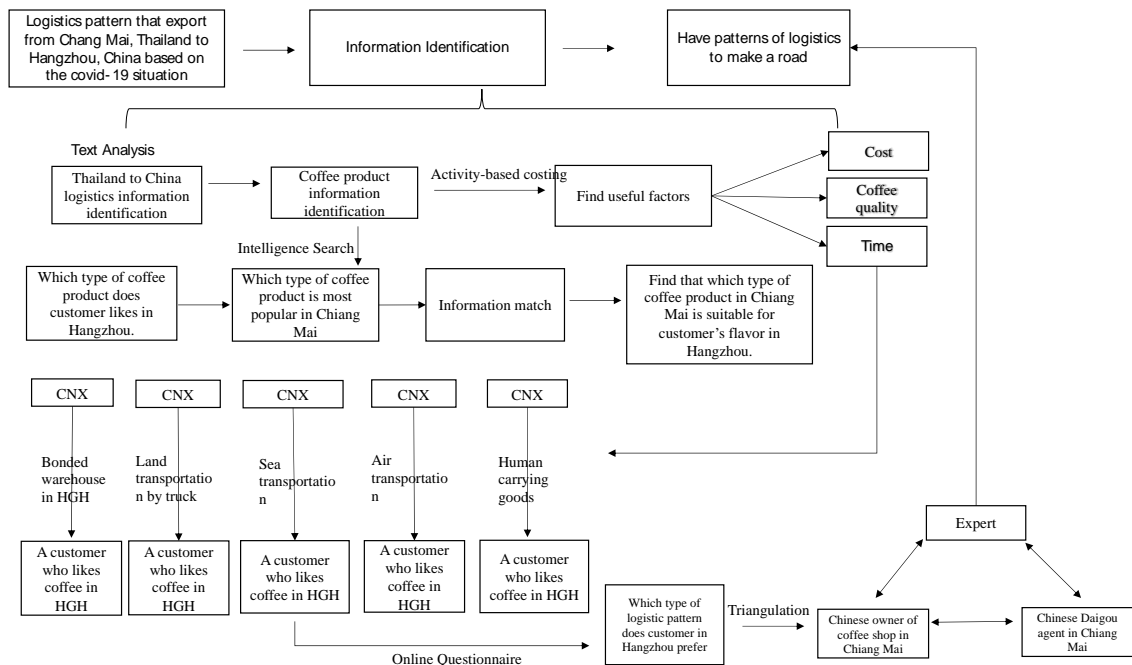 Logistics pattern that export
from Chang Mai, Thailand to
Hangzhou, China based on
the covid-19 situation
Information Identification
Have patterns of logistics
to make a road
Text Analysis
Thailand to China
logistics information
identification
Coffee product
information
identification
Activity-based costing
Find useful factors
Cost
Coffee
quality
Time
Intelligence Search
Which type of coffee
product does
customer likes in
Hangzhou.
Which type of coffee
product is most
popular in Chiang
Mai
Information match
Find that which type of
coffee product in Chiang
Mai is suitable for
customer's flavor in
Hangzhou.
CNX
CNX
CNX
CNX
CNX
Bonded
warehouse
in HGH
Land
transportatio
n by truck
Sea
transportatio
n
Air
transportatio
n
Human
carrying
goods
A customer
who likes
coffee in
HGH
A customer
who likes
coffee in
HGH
A customer
who likes
coffee in HGH
A customer
who likes
coffee in
HGH
A customer
who likes
coffee in HGH
Online Questionnaire
Which type of
logistic pattern
does customer in
Hangzhou prefer
Triangulation
Expert
Chinese owner of
coffee shop in
Chiang Mai
Chinese Daigou
agent in Chiang
Mai